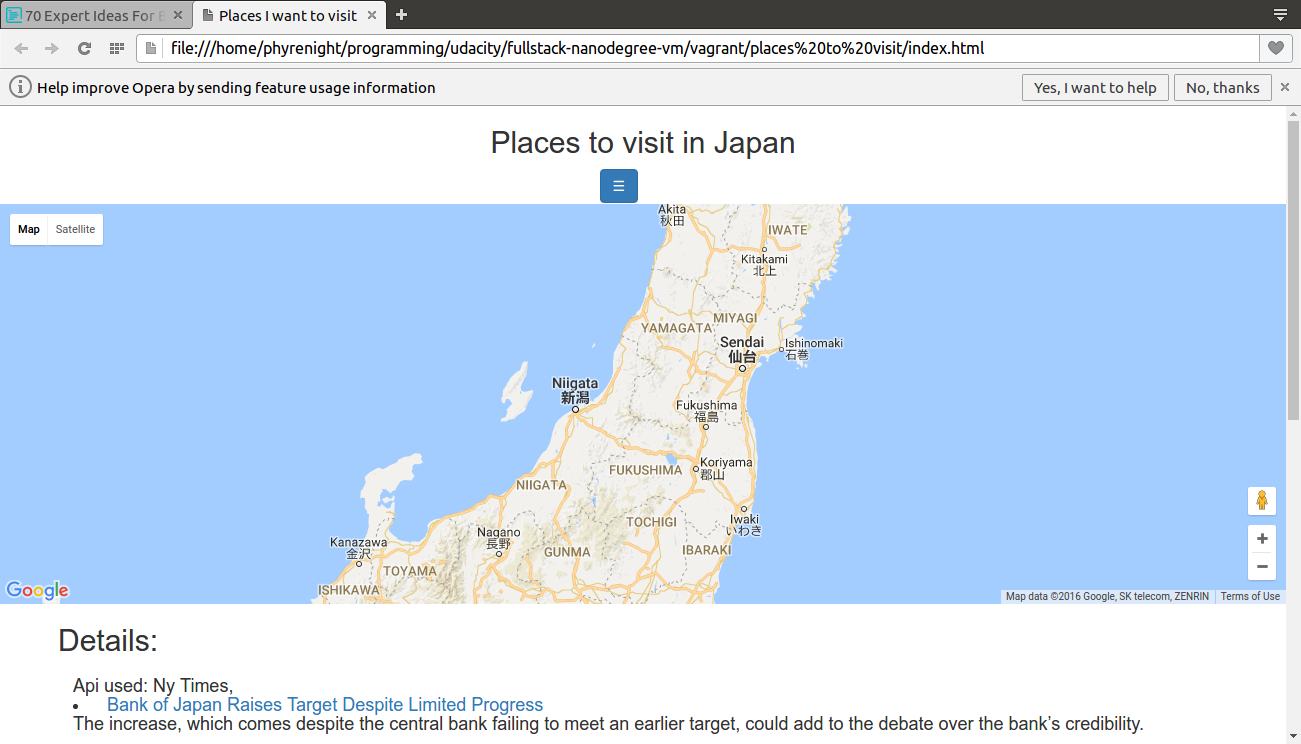 70 Expert Ideas For B
Places I want to visit
file:///home/phyrenight/programming/udacity/fullstack-nanodegree-vm/vagrant/places%20to%20visit/index.html
Help improve Opera by sending feature usage information
Yes, I want to help
No, thanks
Places to visit in Japan
Map
Satellite
Akita
秋田
IWATE
Kitakami
北上
MIYAGI
YAMAGATA
Sendai
仙台
Ishinomaki
石巻
Niigata
新潟
Fukushima
福島
FUKUSHIMA
Koriyama
郡山
NIIGATA
TOCHIGI
Iwaki
いわき
Nagano
長野
Kanazawa
金沢
GUNMA
IBARAKI
TOYAMA
ISHIKAWA
Google
Map data ©2016 Google, SK telecom, ZENRIN
Terms of Use
Details:
Api used: Ny Times,
• Bank of Japan Raises Target Despite Limited Progress
The increase, which comes despite the central bank failing to meet an earlier target, could add to the debate over the bank’s credibility.